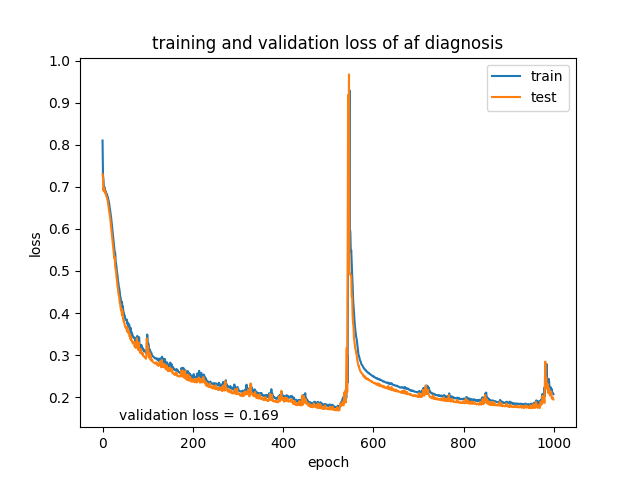 training and validation loss of af diagnosis
1.0
0.9
0.8
0.7
0.6
0.5
0.4
0.3
0.2
loss
train
test
validation loss = 0.169
0 200 400 600 800 1000
epoch